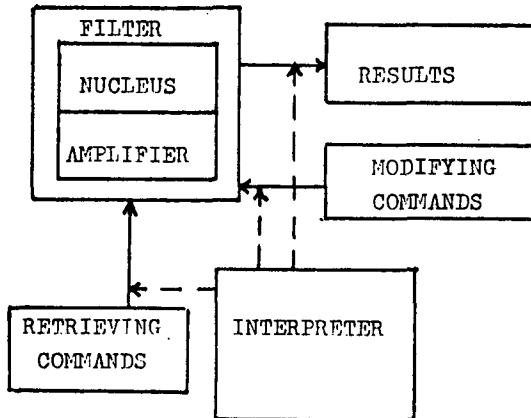 FILTER
NUCLEUS
AMPLIFIER
RESULTS
MODIFYING
COMMANDS
RETRIEVING
COMMANDS
INTERPRETER